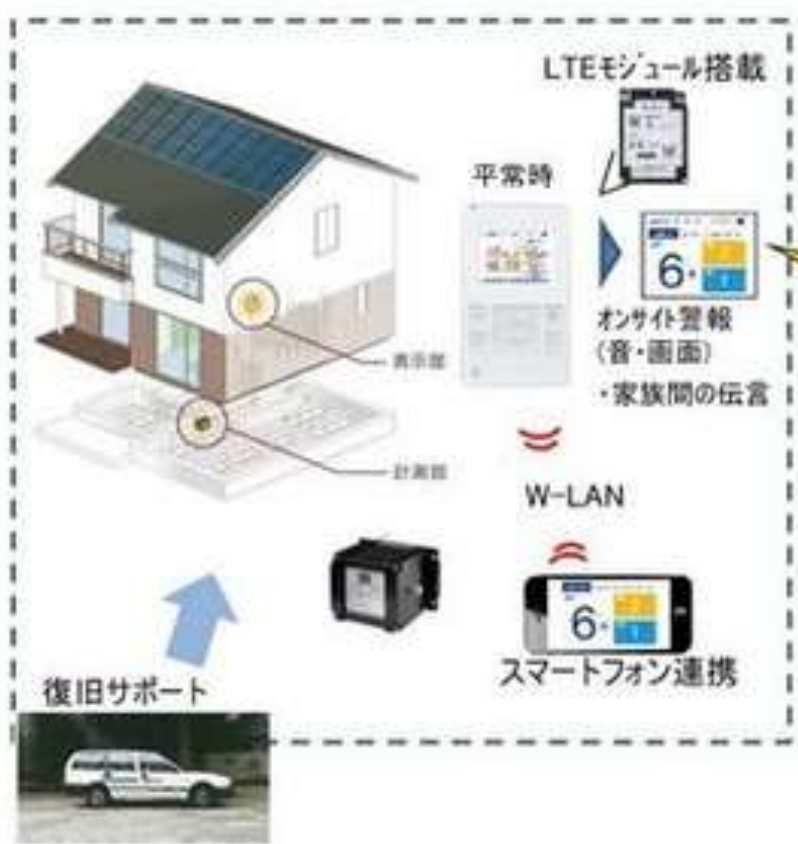 LTEモジュール搭載
平常時
6
オンサイト警報
(音・画面)
・家族間の伝言
表示部
計測部
W-LAN
6
スマートフォン連携
復旧サポート